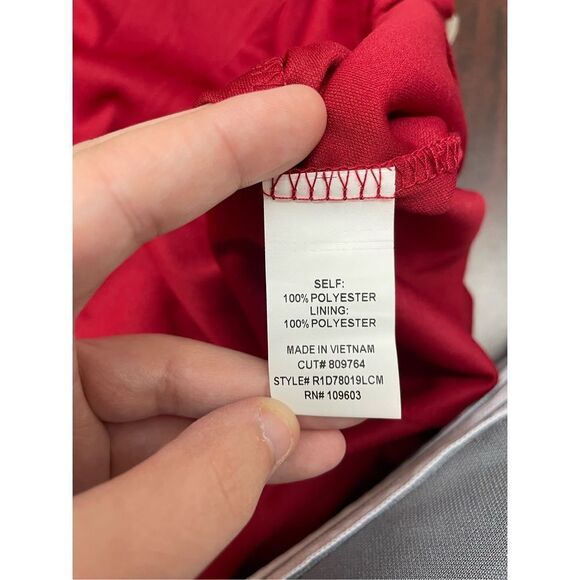 SELF:
100% POLYESTER
LINING:
100% POLYESTER
MADE IN VIETNAM
CUT# 809764
STYLE# R1D78019LCM
RN# 109603